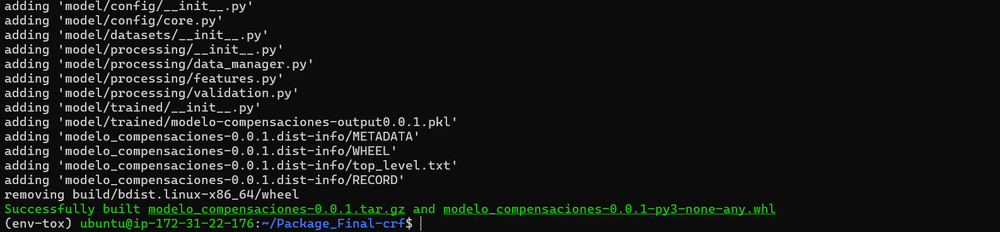 adding 'model/config/__init__.py'
adding 'model/config/core.py'
adding 'model/datasets/__init__.py'
adding 'model/processing/__init__.py'
adding 'model/processing/data_manager.py'
adding 'model/processing/features.py'
adding 'model/processing/validation.py'
adding 'model/trained/__init__.py'
adding 'model/trained/modelo-compensaciones-output0.0.1.pkl'
adding 'modelo_compensaciones-0.0.1.dist-info/METADATA'
adding 'modelo_compensaciones-0.0.1.dist-info/WHEEL'
adding 'modelo_compensaciones-0.0.1.dist-info/top_level.txt'
adding 'modelo_compensaciones-0.0.1.dist-info/RECORD'
removing build/bdist.linux-x86_64/wheel
Successfully built modelo_compensaciones-0.0.1.tar.gz and modelo_compensaciones-0.0.1-py3-none-any.whl
(env-tox) ubuntu@ip-172-31-22-176:~/Package_Final-crf$